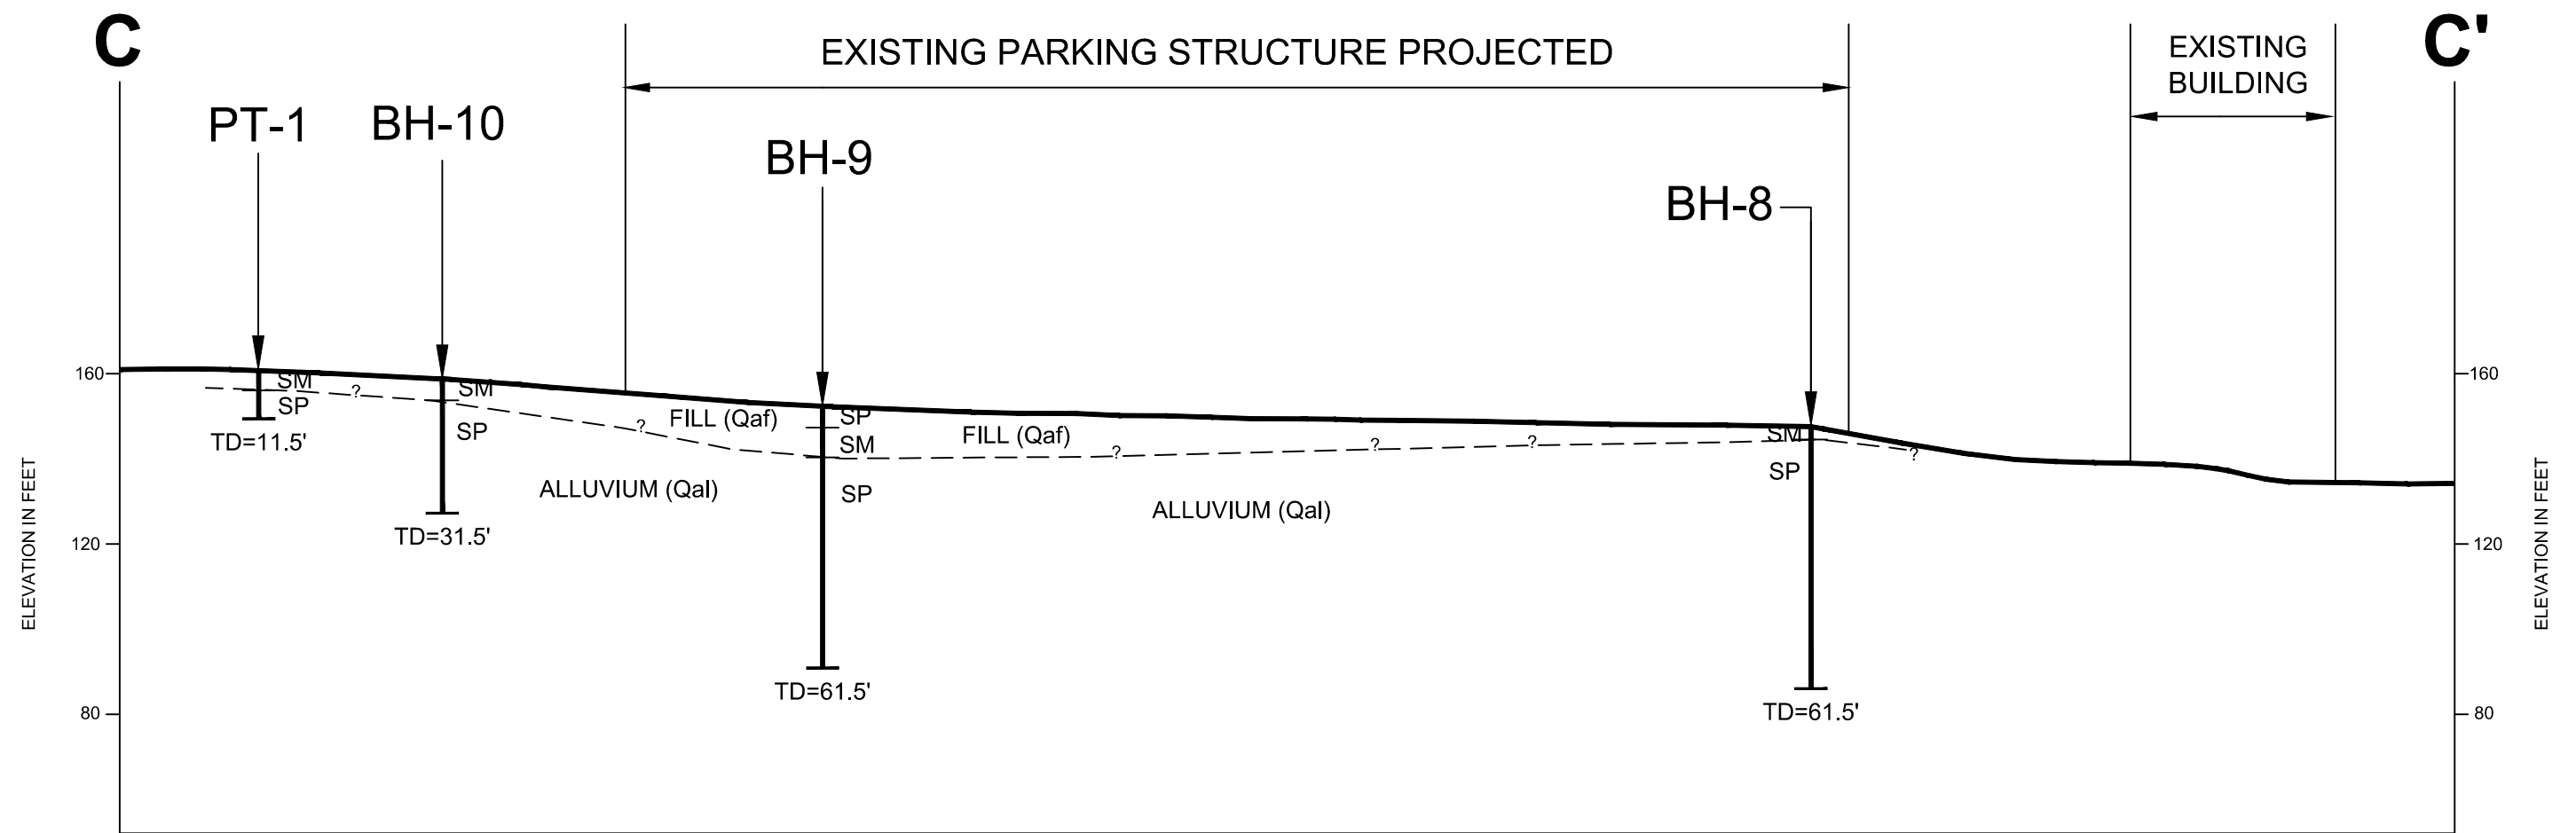 C
EXISTING PARKING STRUCTURE PROJECTED
EXISTING
BUILDING
C'
PT-1
BH-10
BH-9
BH-8
160
SM
SP
TD=11.5'
?
SM
SP
TD=31.5'
?
FILL (Qaf)
SP
SM
SP
TD=61.5'
FILL (Qaf)
?
?
?
SM
SP
TD=61.5'
?
160
ALLUVIUM (Qal)
ALLUVIUM (Qal)
120
120
80
80
ELEVATION IN FEET
ELEVATION IN FEET